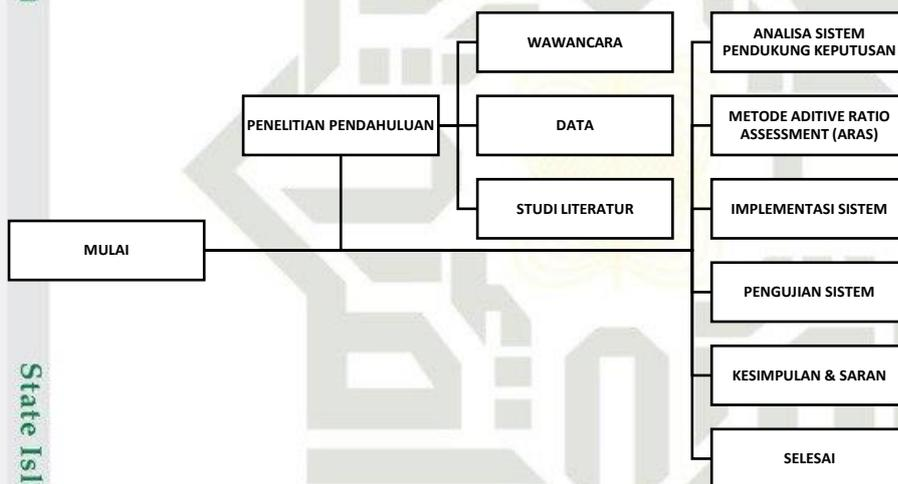 MULAI
PENELITIAN PENDAHULUAN
WAWANCARA
DATA
STUDI LITERATUR
ANALISA SISTEM
PENDUKUNG KEPUTUSAN
METODE ADITIVE RATIO
ASSESSMENT (ARAS)
IMPLEMENTASI SISTEM
PENGUJIAN SISTEM
KESIMPULAN & SARAN
SELESAI
State Isl